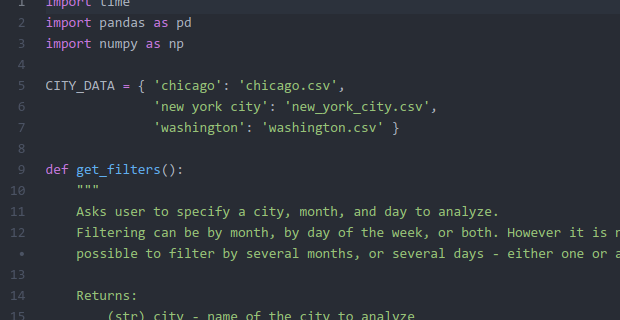 1 import time
2 import pandas as pd
3 import numpy as np
4
5 CITY_DATA = { 'chicago': 'chicago.csv',
6 'new york city': 'new_york_city.csv',
7 'washington': 'washington.csv' }
8
9 def get_filters():
10 """
11 Asks user to specify a city, month, and day to analyze.
12 Filtering can be by month, by day of the week, or both. However it is
• possible to filter by several months, or several days - either one or
13
14 Returns:
15 (str) city - name of the city to analyze